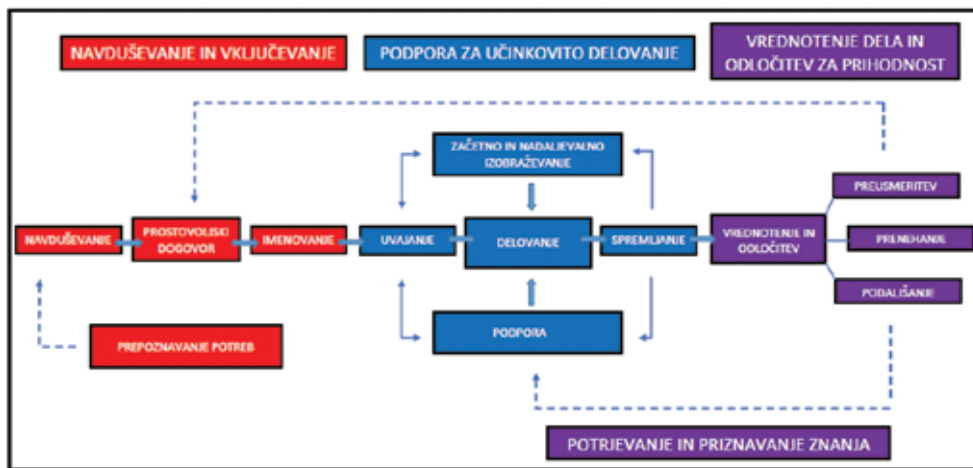 NAVDUŠEVANJE IN VKLJUČEVANJE
PODPORA ZA UČINKOVITO DELOVANJE
VREDNOTENJE DELA IN
ODLOČITEV ZA PRIHODNOST
ZAČETNO IN NADALJEVALNO
IZOBRAŽEVANJE
PREUSMERITEV
NAVDUŠEVANJE
PROSTOVOLJSKI
DOGOVOR
IMENOVANJE
UVAJANJE
DELOVANJE
SPREMLJANJE
VREDNOTENJE IN
ODLOČITEV
PRENEHANJE
PODALJŠANJE
PODPORA
PREPOZNAVANJE POTREB
POTRJEVANJE IN PRIZNAVANJE ZNANJA